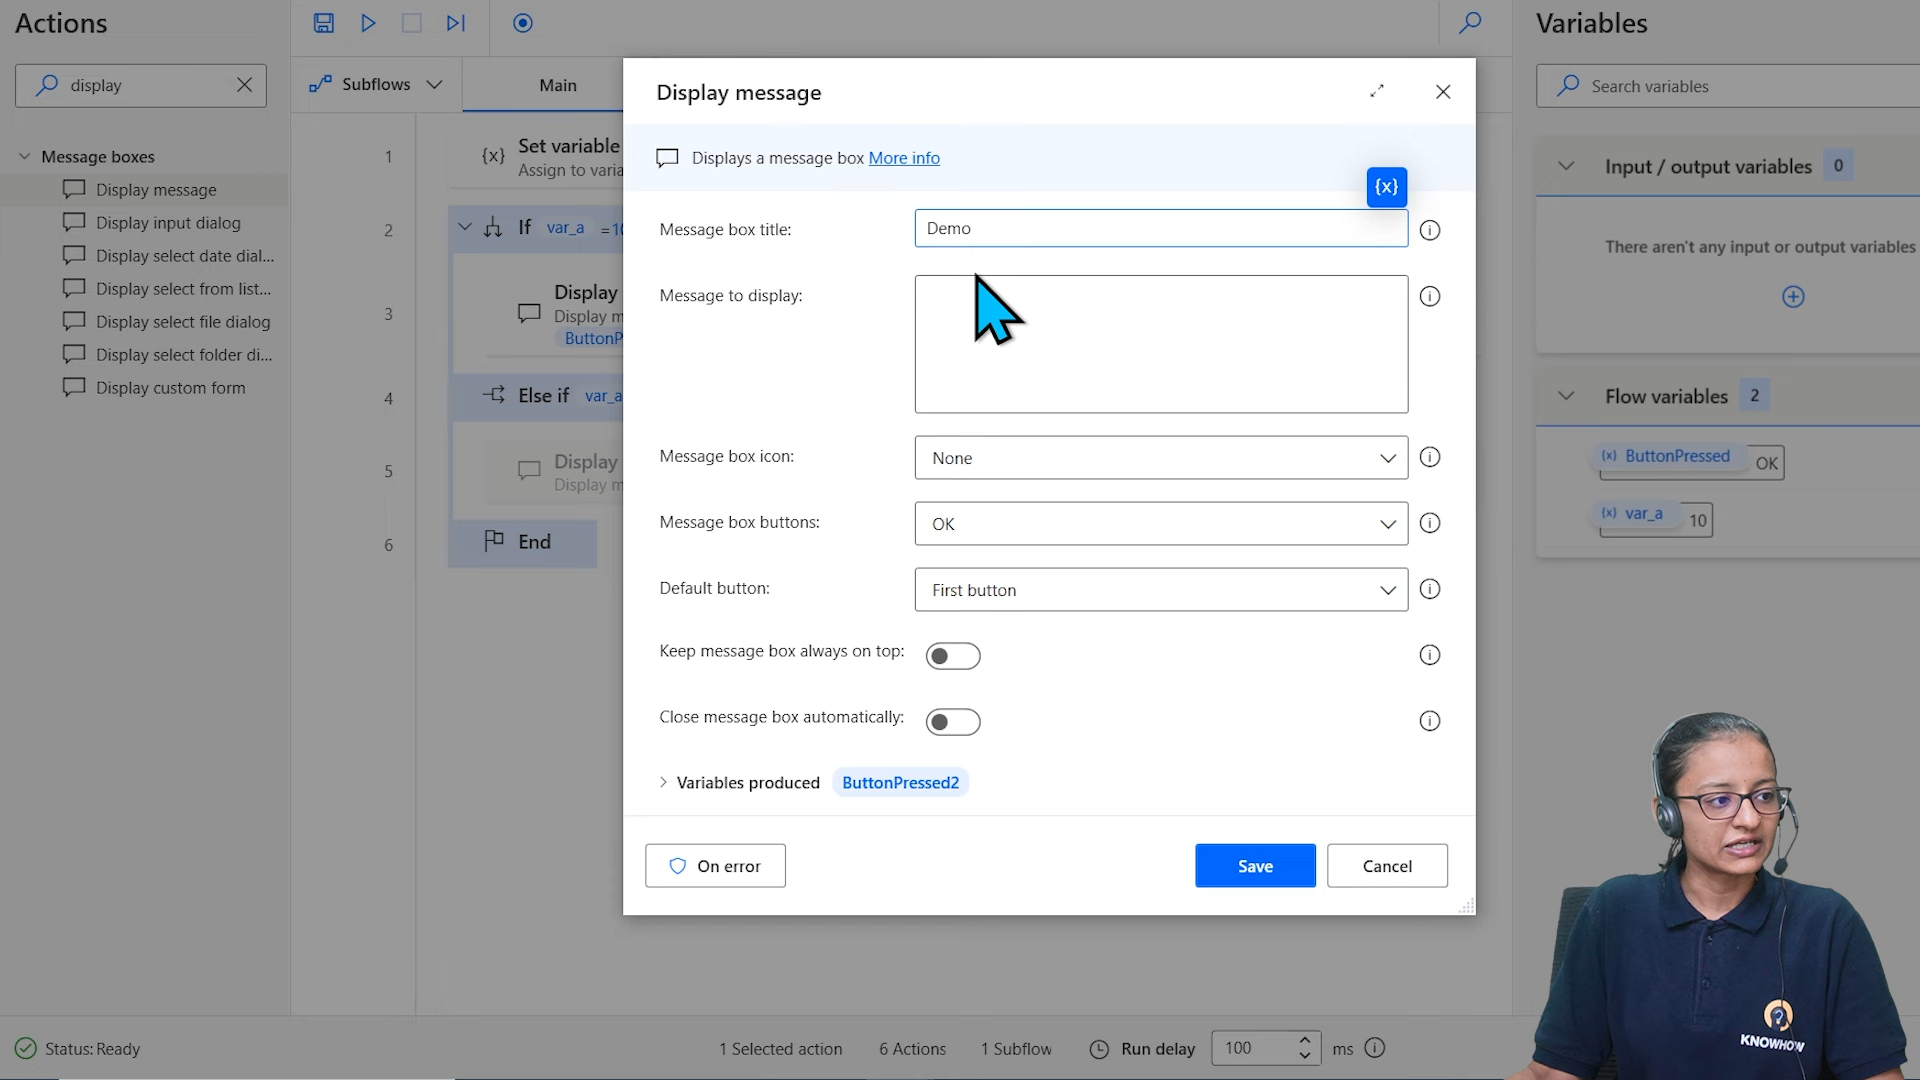 Actions
display
Message boxes
Display message
Display input dialog
Display select date dial...
Display select from list...
Display select file dialog
Display select folder di...
Display custom form
Subflows
Main
1
{x} Set variable
Assign to varia
2
If var_a =10
3
Display
Display m
ButtonP
4
Else if var_a
5
Display
Display m
6
End
Display message
Displays a message box More info
{x}
Message box title:
Demo
Message to display:
Message box icon:
None
Message box buttons:
OK
Default button:
First button
Keep message box always on top:
Close message box automatically:
Variables produced ButtonPressed2
On error
Save
Cancel
Variables
Search variables
Input / output variables 0
There aren't any input or output variables
Flow variables 2
(x) ButtonPressed OK
(x) var_a 10
Status: Ready
1 Selected action
6 Actions
1 Subflow
Run delay
100
ms
KNOWHOW